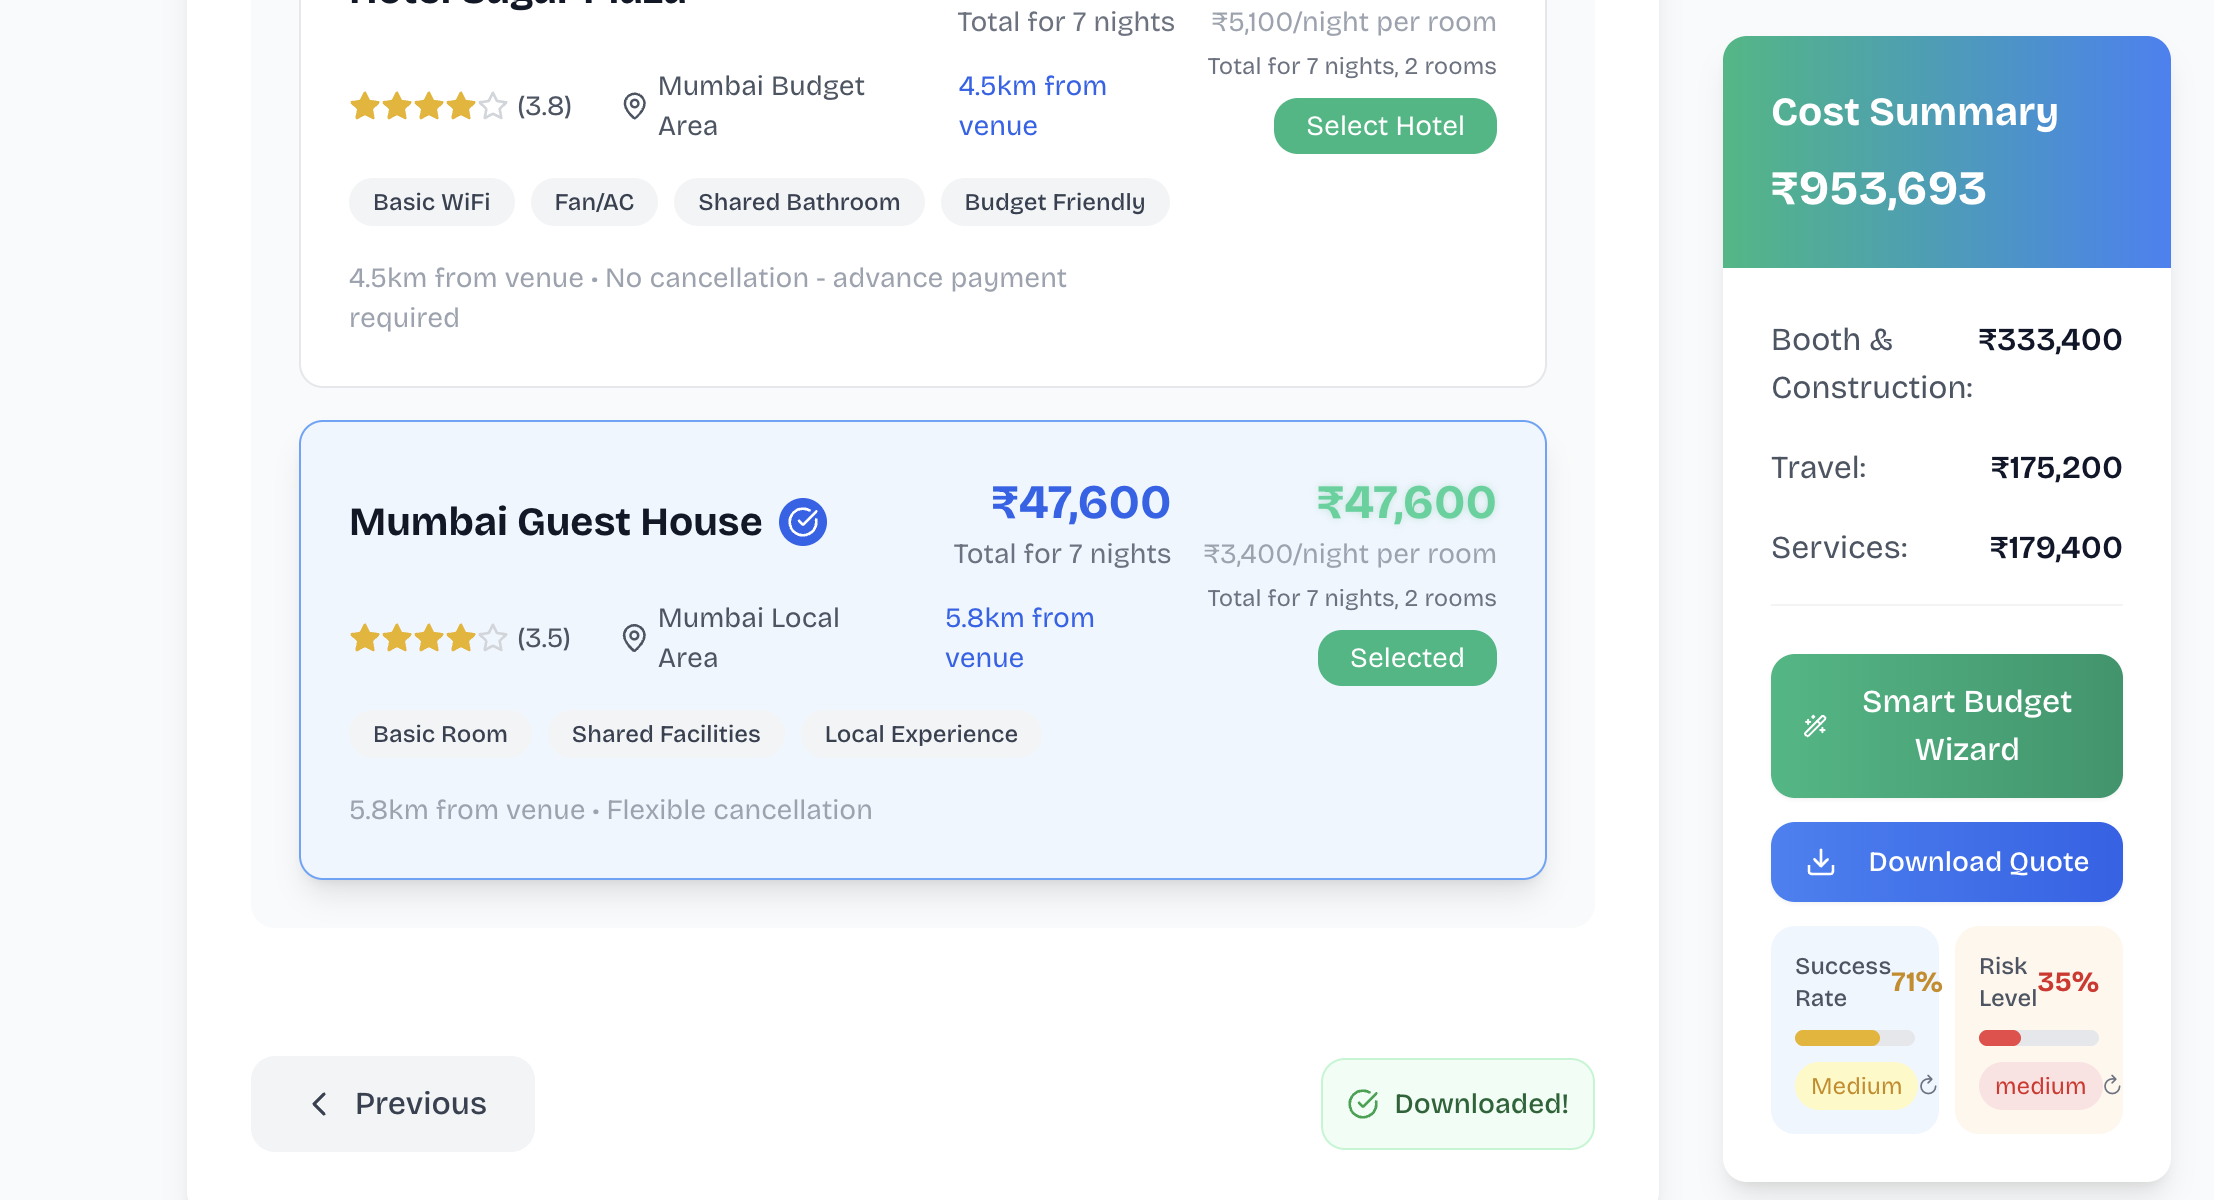 Hotel Sagar Plaza
Total for 7 nights
₹5,100/night per room
Total for 7 nights, 2 rooms
(3.8)
Mumbai Budget
Area
4.5km from
venue
Select Hotel
Basic WiFi
Fan/AC
Shared Bathroom
Budget Friendly
4.5km from venue • No cancellation - advance payment
required
Mumbai Guest House
₹47,600
Total for 7 nights
₹47,600
₹3,400/night per room
Total for 7 nights, 2 rooms
(3.5)
Mumbai Local
Area
5.8km from
venue
Selected
Basic Room
Shared Facilities
Local Experience
5.8km from venue • Flexible cancellation
Previous
Downloaded!
Cost Summary
₹953,693
Booth &
Construction:
₹333,400
Travel:
₹175,200
Services:
₹179,400
Smart Budget
Wizard
Download Quote
Success
Rate
71%
Medium
Risk
Level
35%
medium